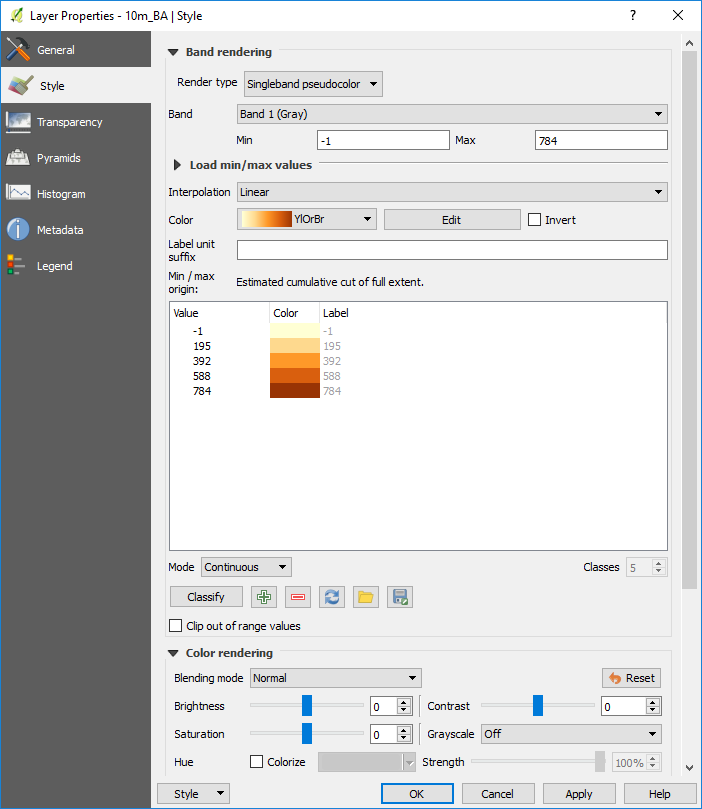 Layer Properties - 10m_BA | Style
General
Style
Transparency
Pyramids
Histogram
Metadata
Legend
Band rendering
Render type Singleband pseudocolor
Band Band 1 (Gray)
Min -1 Max 784
Load min/max values
Interpolation Linear
Color YlOrBr Edit Invert
Label unit
suffix
Min / max
origin: Estimated cumulative cut of full extent.
Value Color Label
-1 -1
195 195
392 392
588 588
784 784
Mode Continuous Classes 5
Classify
Clip out of range values
Color rendering
Blending mode Normal Reset
Brightness 0 Contrast 0
Saturation 0 Grayscale Off
Hue Colorize Strength 100%
Style OK Cancel Apply Help